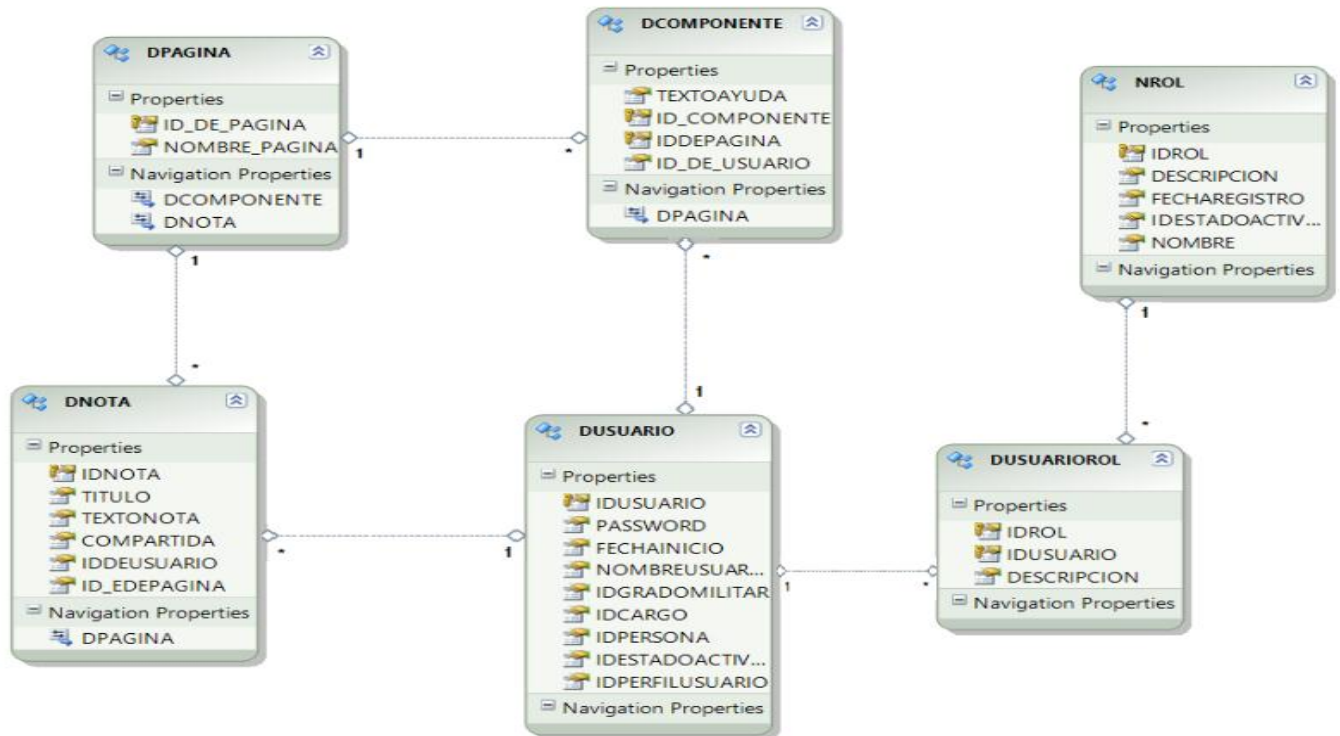 DPAGINA
Properties
ID_DE_PAGINA
NOMBRE_PAGINA
Navigation Properties
DCOMPONENTE
DNOTA
1
*
DCOMPONENTE
Properties
TEXTOAYUDA
ID_COMPONENTE
IDDEPAGINA
ID_DE_USUARIO
Navigation Properties
DPAGINA
NROL
Properties
IDROL
DESCRIPCION
FECHAREGISTRO
IDESTADOACTIV...
NOMBRE
Navigation Properties
1
*
*
1
1
*
DNOTA
Properties
IDNOTA
TITULO
TEXTONOTA
COMPARTIDA
IDDEUSUARIO
ID_EDEPAGINA
Navigation Properties
DPAGINA
*
1
DUSUARIO
Properties
IDUSUARIO
PASSWORD
FECHAINICIO
NOMBREUSUAR...
IDGRADOMILITAR
IDCARGO
IDPERSONA
IDESTADOACTIV...
IDPERFILUSUARIO
Navigation Properties
1
*
DUSUARIOROL
Properties
IDROL
IDUSUARIO
DESCRIPCION
Navigation Properties